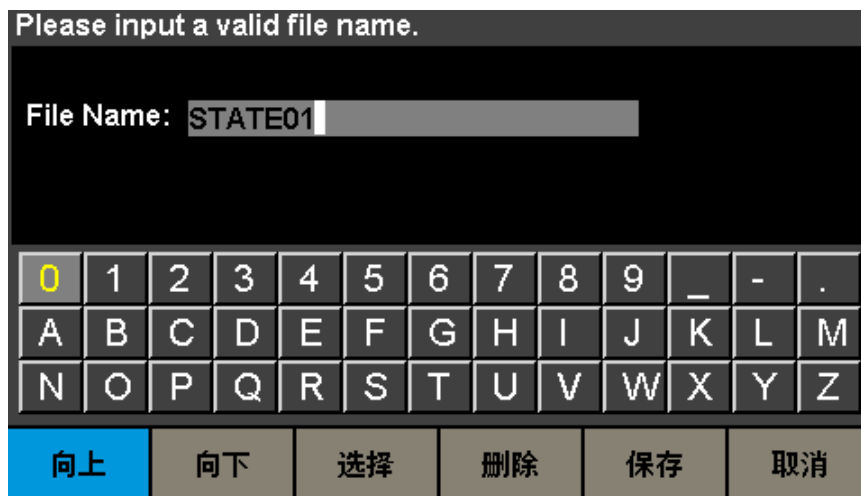 Please input a valid file name.
File Name: STATE01
0 1 2 3 4 5 6 7 8 9 _ - .
A B C D E F G H I J K L M
N O P Q R S T U V W X Y Z
向上 向下 选择 删除 保存 取消